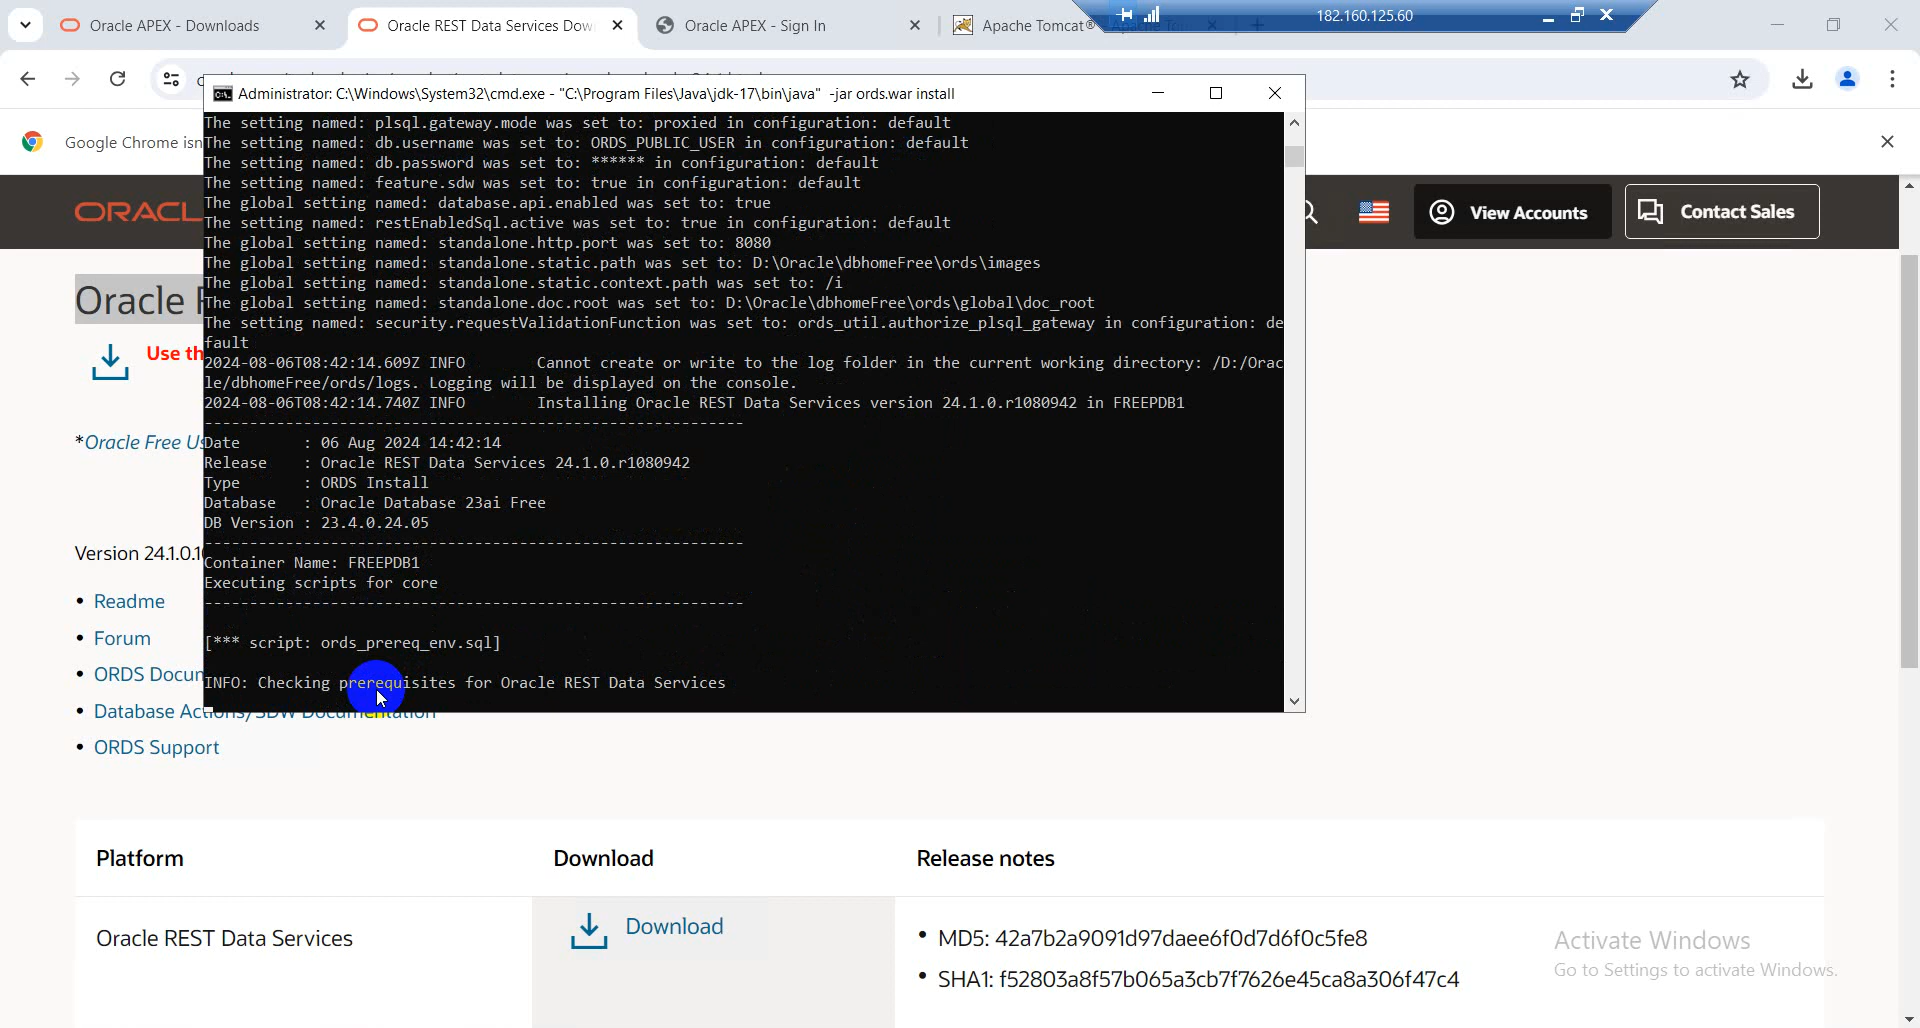 Oracle APEX - Downloads
Oracle REST Data Services Dow
Oracle APEX - Sign In
Apache Tomcat®
182.160.125.60
Google Chrome isn
Administrator: C:\Windows\System32\cmd.exe - "C:\Program Files\Java\jdk-17\bin\java" -jar ords.war install
The setting named: plsql.gateway.mode was set to: proxied in configuration: default
The setting named: db.username was set to: ORDS_PUBLIC_USER in configuration: default
The setting named: db.password was set to: ****** in configuration: default
The setting named: feature.sdw was set to: true in configuration: default
The global setting named: database.api.enabled was set to: true
The setting named: restEnabledSql.active was set to: true in configuration: default
The global setting named: standalone.http.port was set to: 8080
The global setting named: standalone.static.path was set to: D:\Oracle\dbhomeFree\ords\images
The global setting named: standalone.static.context.path was set to: /i
The global setting named: standalone.doc.root was set to: D:\Oracle\dbhomeFree\ords\global\doc_root
The setting named: security.requestValidationFunction was set to: ords_util.authorize_plsql_gateway in configuration: de
fault
2024-08-06T08:42:14.609Z INFO        Cannot create or write to the log folder in the current working directory: /D:/Orac
le/dbhomeFree/ords/logs. Logging will be displayed on the console.
2024-08-06T08:42:14.740Z INFO        Installing Oracle REST Data Services version 24.1.0.r1080942 in FREEPDB1
------------------------------------------------------------
Date       : 06 Aug 2024 14:42:14
Release    : Oracle REST Data Services 24.1.0.r1080942
Type       : ORDS Install
Database   : Oracle Database 23ai Free
DB Version : 23.4.0.24.05
------------------------------------------------------------
Container Name: FREEPDB1
Executing scripts for core
------------------------------------------------------------
[*** script: ords_prereq_env.sql]
INFO: Checking prerequisites for Oracle REST Data Services
ORACL
View Accounts
Contact Sales
Oracle
Use th
*Oracle Free Us
Version 24.1.0.1
• Readme
• Forum
• ORDS Docum
• Database Actions/SDW Documentation
• ORDS Support
Platform
Download
Release notes
Oracle REST Data Services
Download
• MD5: 42a7b2a9091d97daee6f0d7d6f0c5fe8
• SHA1: f52803a8f57b065a3cb7f7626e45ca8a306f47c4
Activate Windows
Go to Settings to activate Windows.